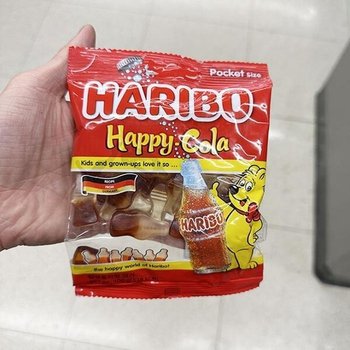 Pocket size
HARIBO
Happy-Cola
Kids and grown-ups love it so ...
HARIBO
the happy world of Haribo!